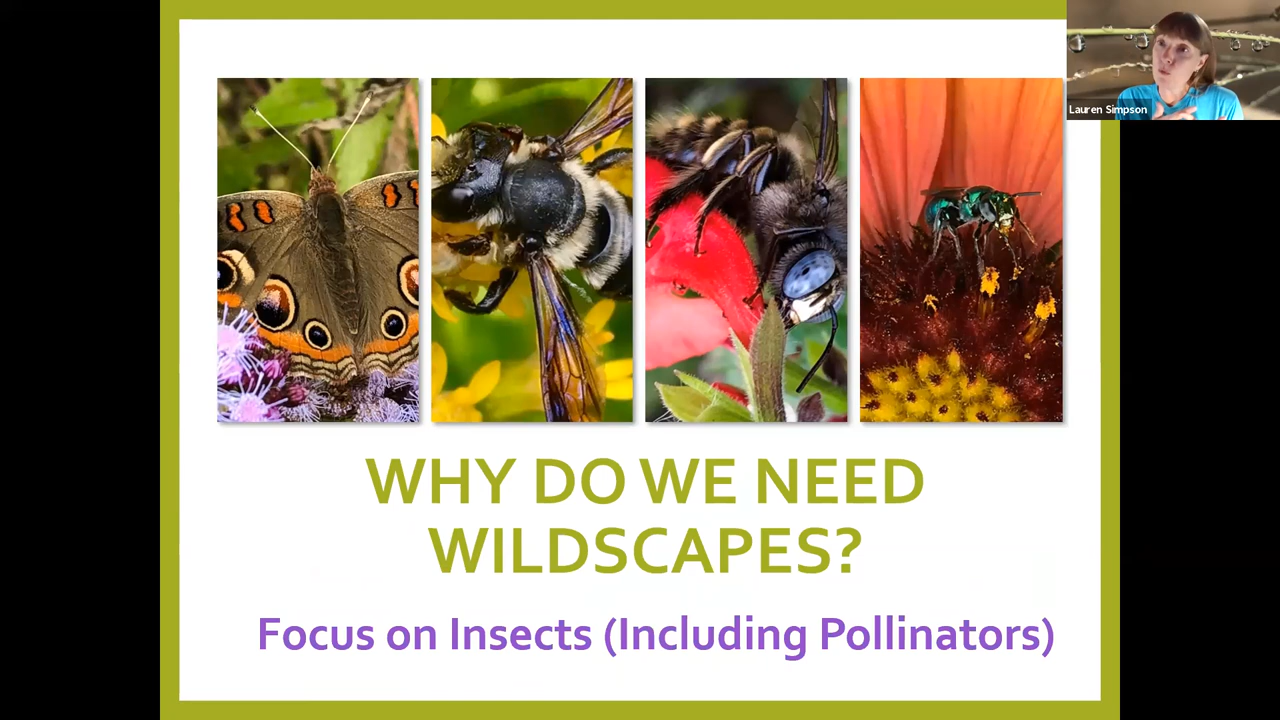 Lauren Simpson
WHY DO WE NEED
WILDSCAPES?
Focus on Insects (Including Pollinators)